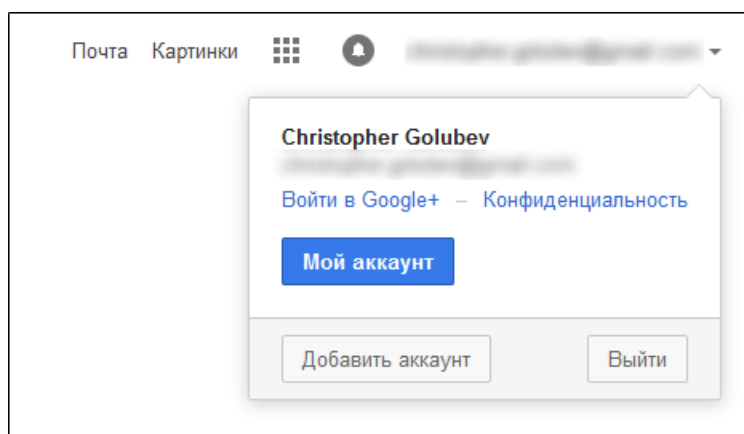 Почта Картинки
Christopher Golubev
Войти в Google+ – Конфиденциальность
Мой аккаунт
Добавить аккаунт Выйти